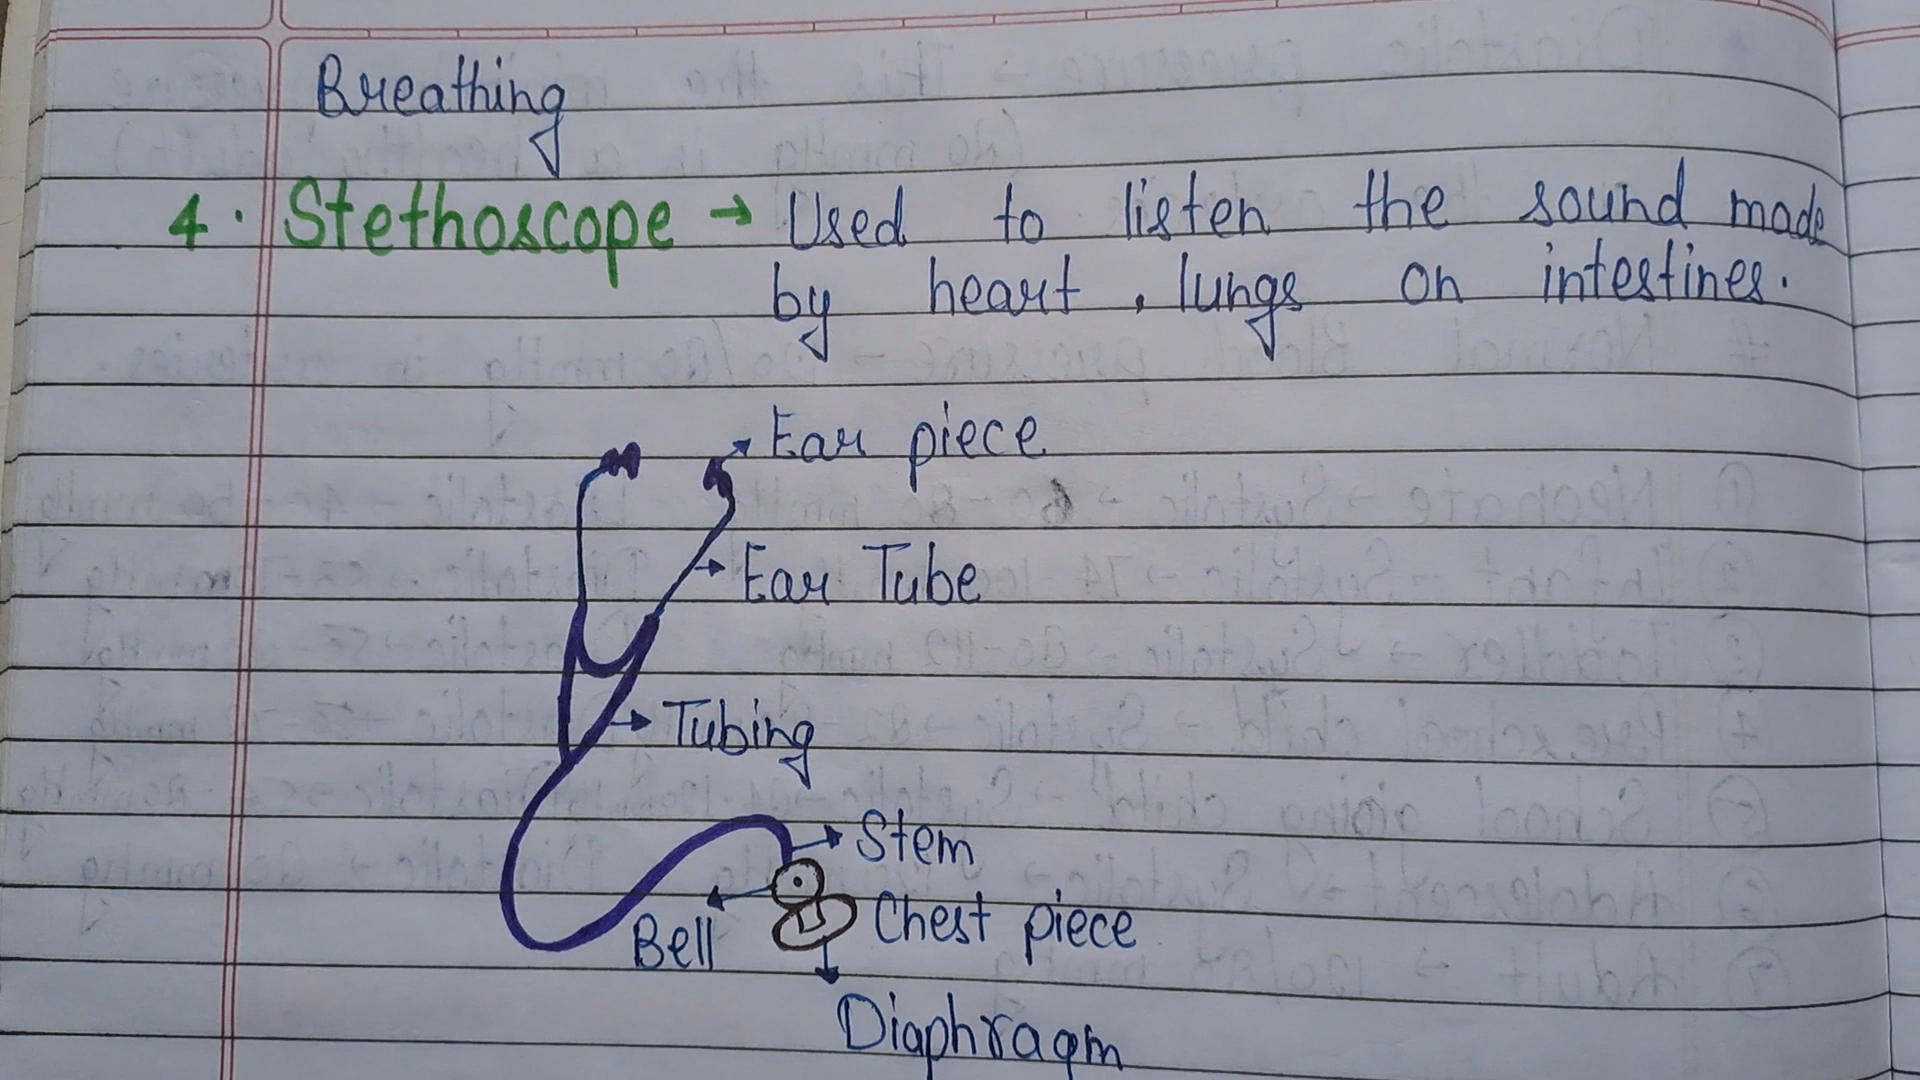 Breathing
4. Stethoscope → Used to listen the sound made
by heart, lungs or intestines.
Ear piece
Ear Tube
Tubing
Stem
Bell
Chest piece
Diaphragm